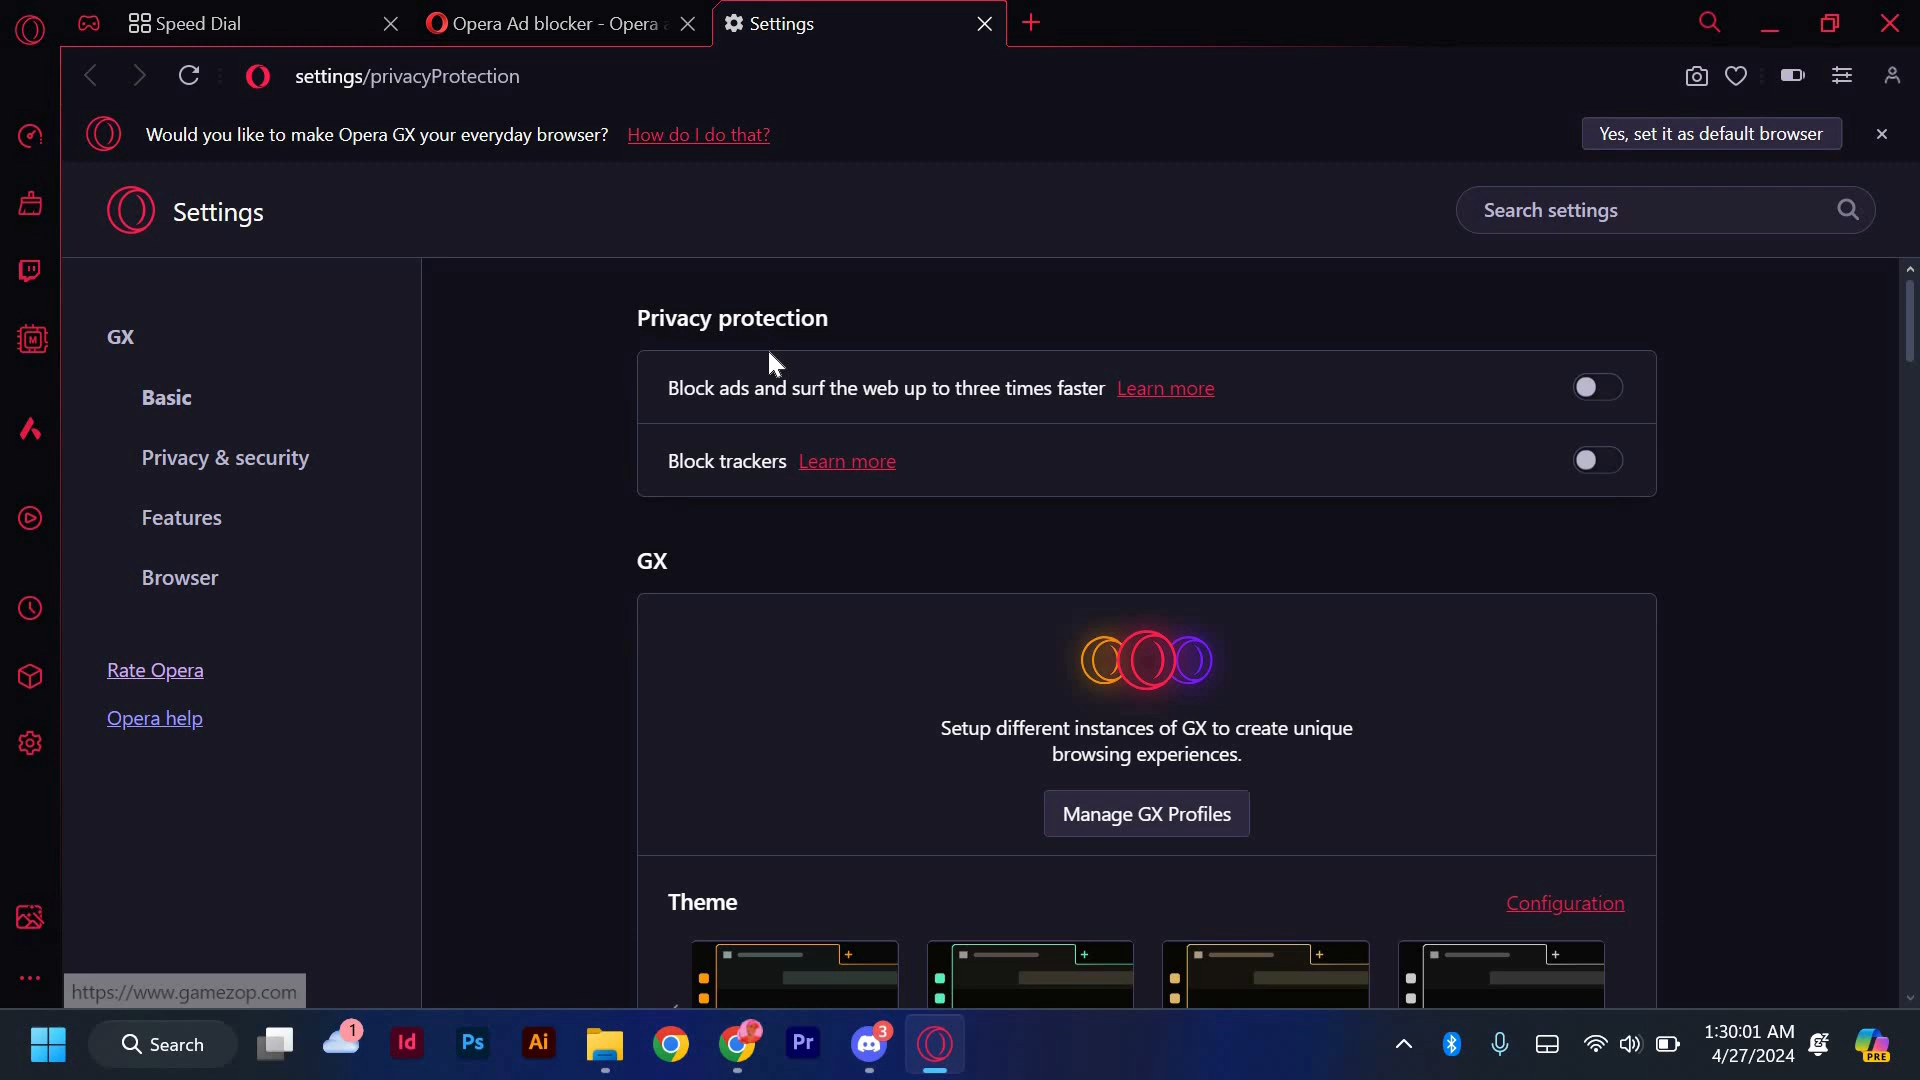 Speed Dial
Opera Ad blocker - Opera
Settings
settings/privacyProtection
Would you like to make Opera GX your everyday browser? How do I do that?
Yes, set it as default browser
Settings
Search settings
GX
Basic
Privacy & security
Features
Browser
Rate Opera
Opera help
Privacy protection
Block ads and surf the web up to three times faster Learn more
Block trackers Learn more
GX
Setup different instances of GX to create unique
browsing experiences.
Manage GX Profiles
Theme
Configuration
https://www.gamezop.com
Search
1
Id
Ps
Ai
Pr
3
1:30:01 AM
4/27/2024
PRE